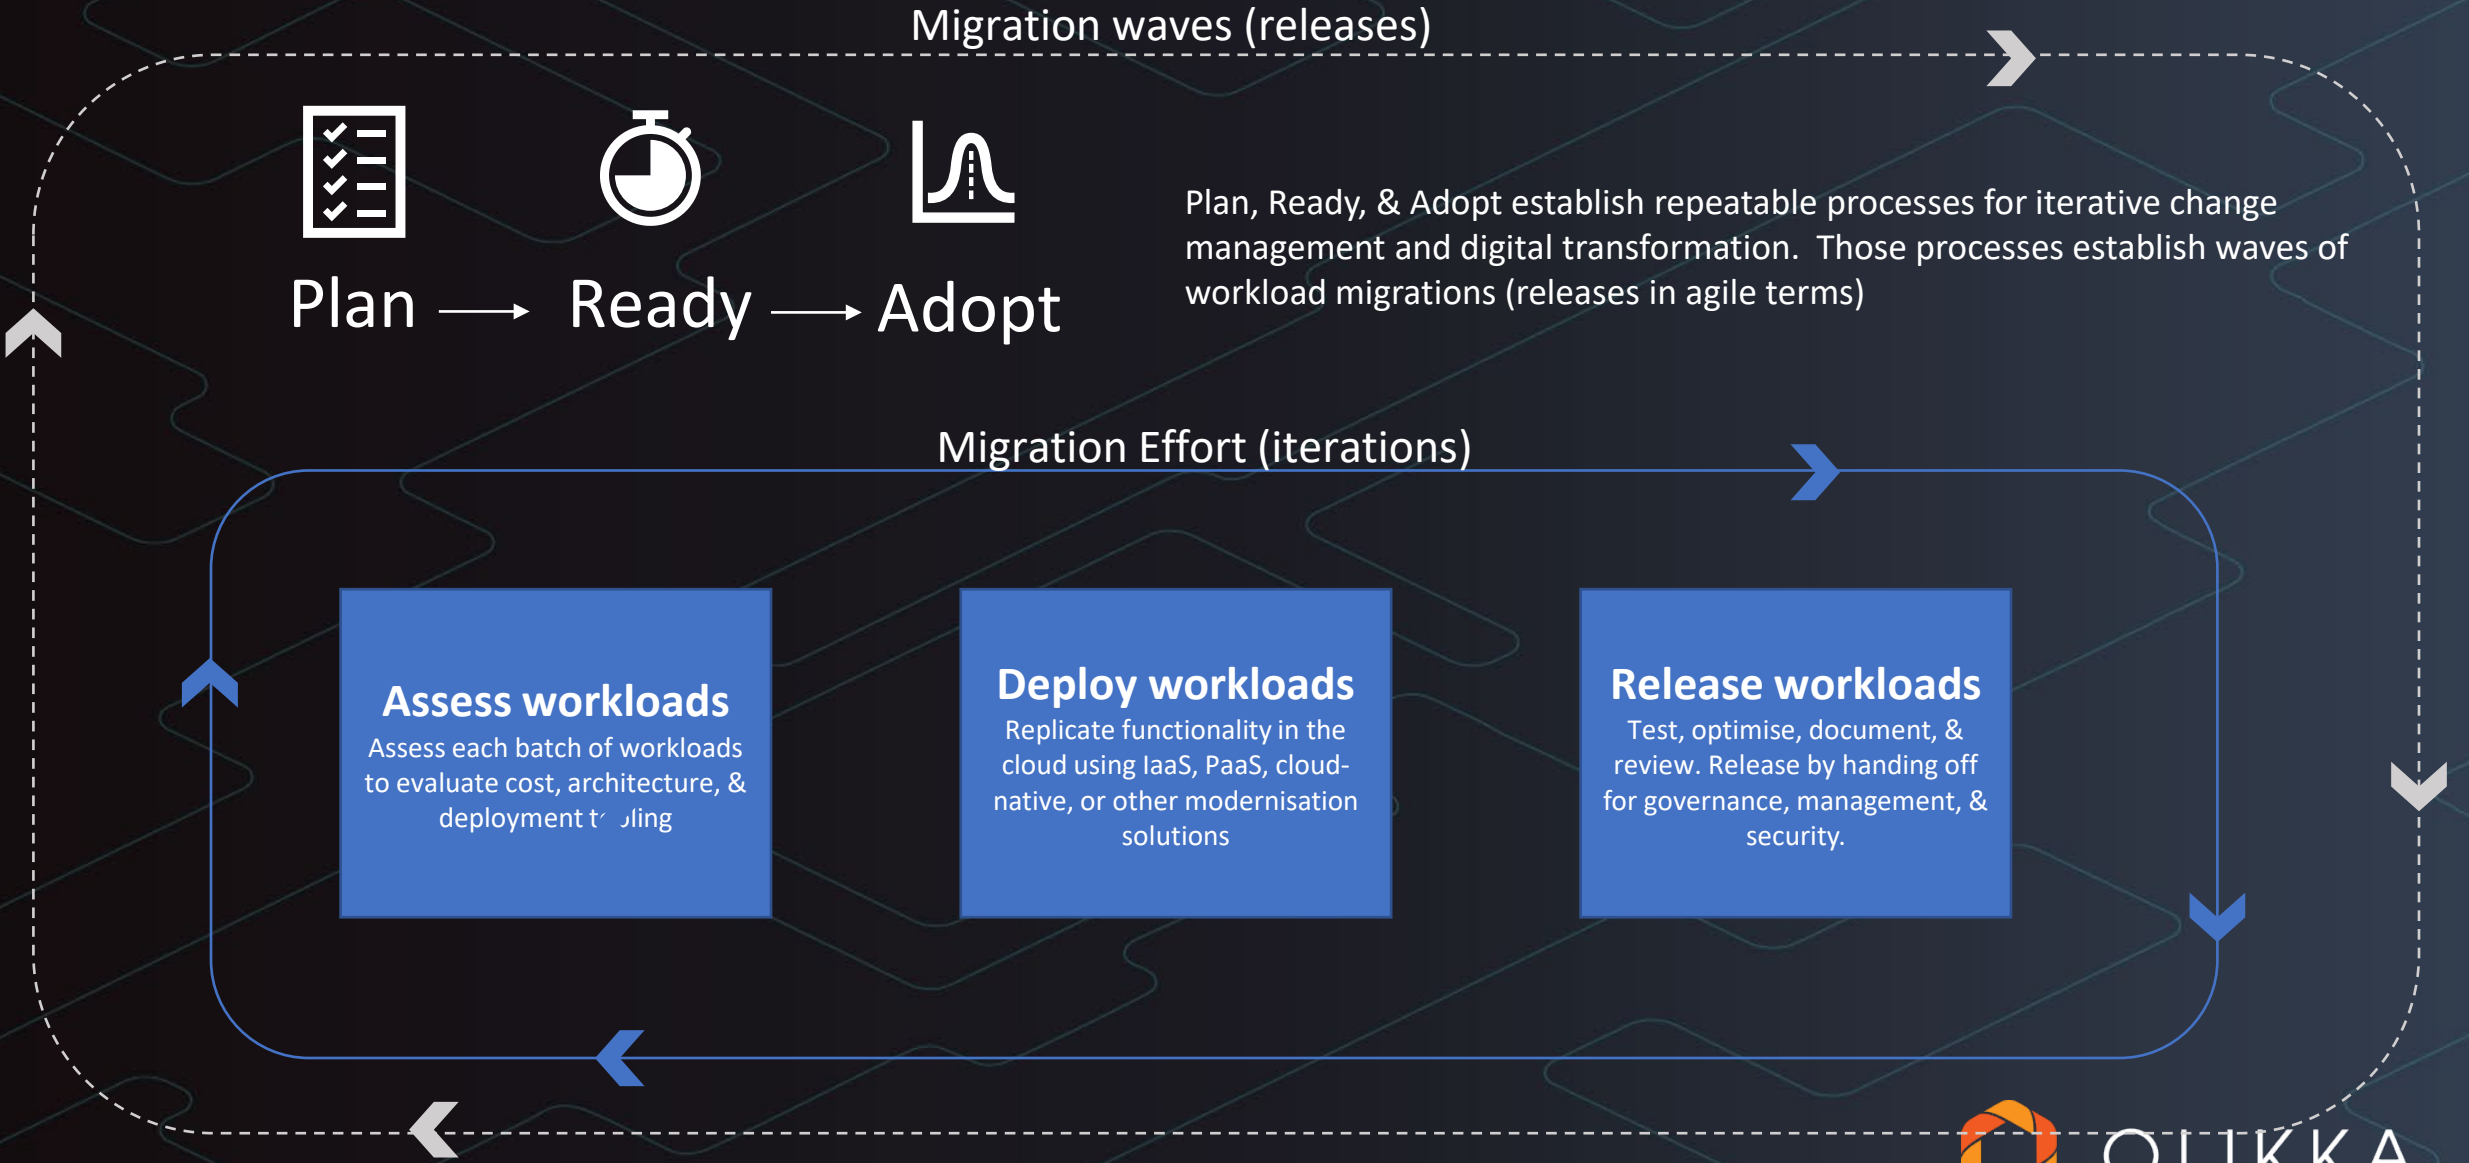 Migration waves (releases)
Plan
Ready
Adopt
Plan, Ready, & Adopt establish repeatable processes for iterative change
management and digital transformation.  Those processes establish waves of
workload migrations (releases in agile terms)
Migration Effort (iterations)
Assess workloads
Assess each batch of workloads
to evaluate cost, architecture, &
deployment
Deploy workloads
Replicate functionality in the
cloud using IaaS, PaaS, cloud-
native, or other modernisation
solutions
Release workloads
Test, optimise, document, &
review. Release by handing off
for governance, management, &
security.